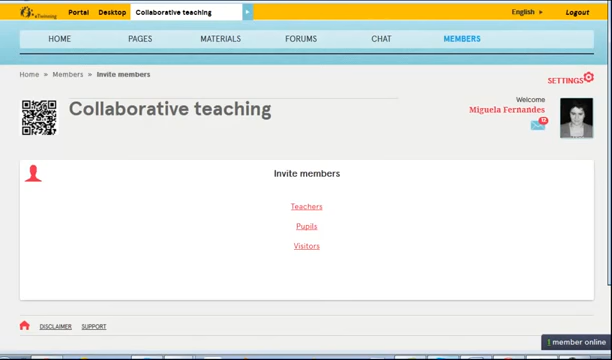 eTwinning Portal Desktop Collaborative teaching English Logout
HOME PAGES MATERIALS FORUMS CHAT MEMBERS
Home > Members > Invite members
SETTINGS
Collaborative teaching
Welcome
Miguela Fernandes
Invite members
Teachers
Pupils
Visitors
DISCLAIMER SUPPORT
1 member online